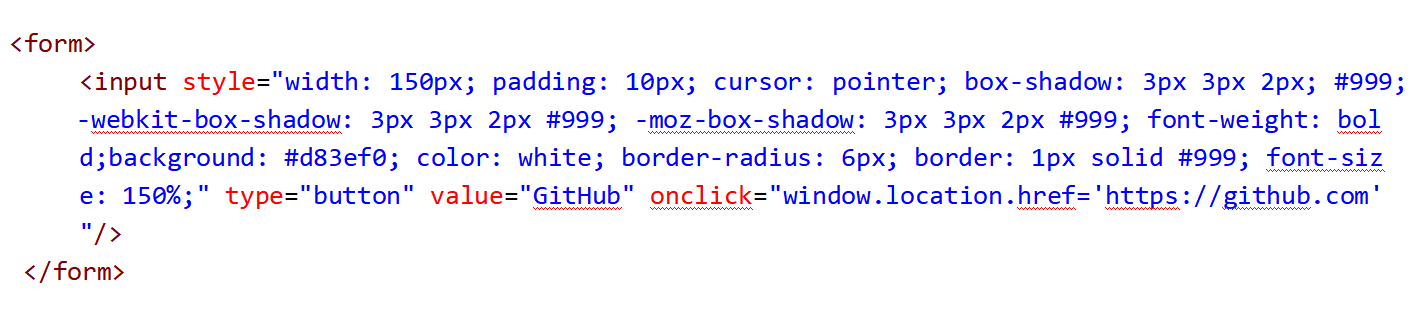 <form>
<input style="width: 150px; padding: 10px; cursor: pointer; box-shadow: 3px 3px 2px; #999;
-webkit-box-shadow: 3px 3px 2px #999; -moz-box-shadow: 3px 3px 2px #999; font-weight: bol
d;background: #d83ef0; color: white; border-radius: 6px; border: 1px solid #999; font-siz
e: 150%;" type="button" value="GitHub" onclick="window.location.href='https://github.com'
"/>
</form>